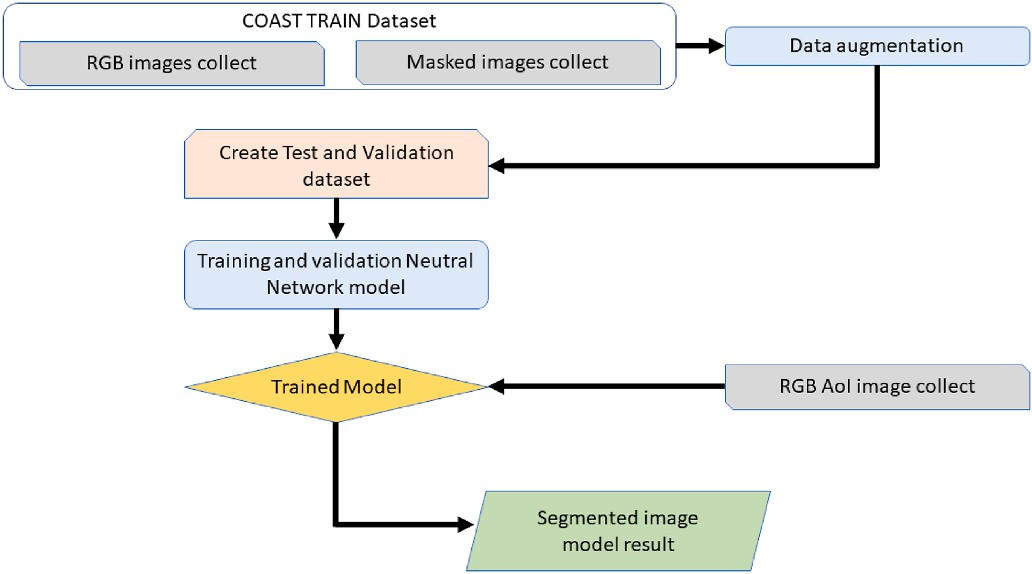 COAST TRAIN Dataset
RGB images collect
Masked images collect
Data augmentation
Create Test and Validation
dataset
Training and validation Neutral
Network model
Trained Model
RGB AoI image collect
Segmented image
model result